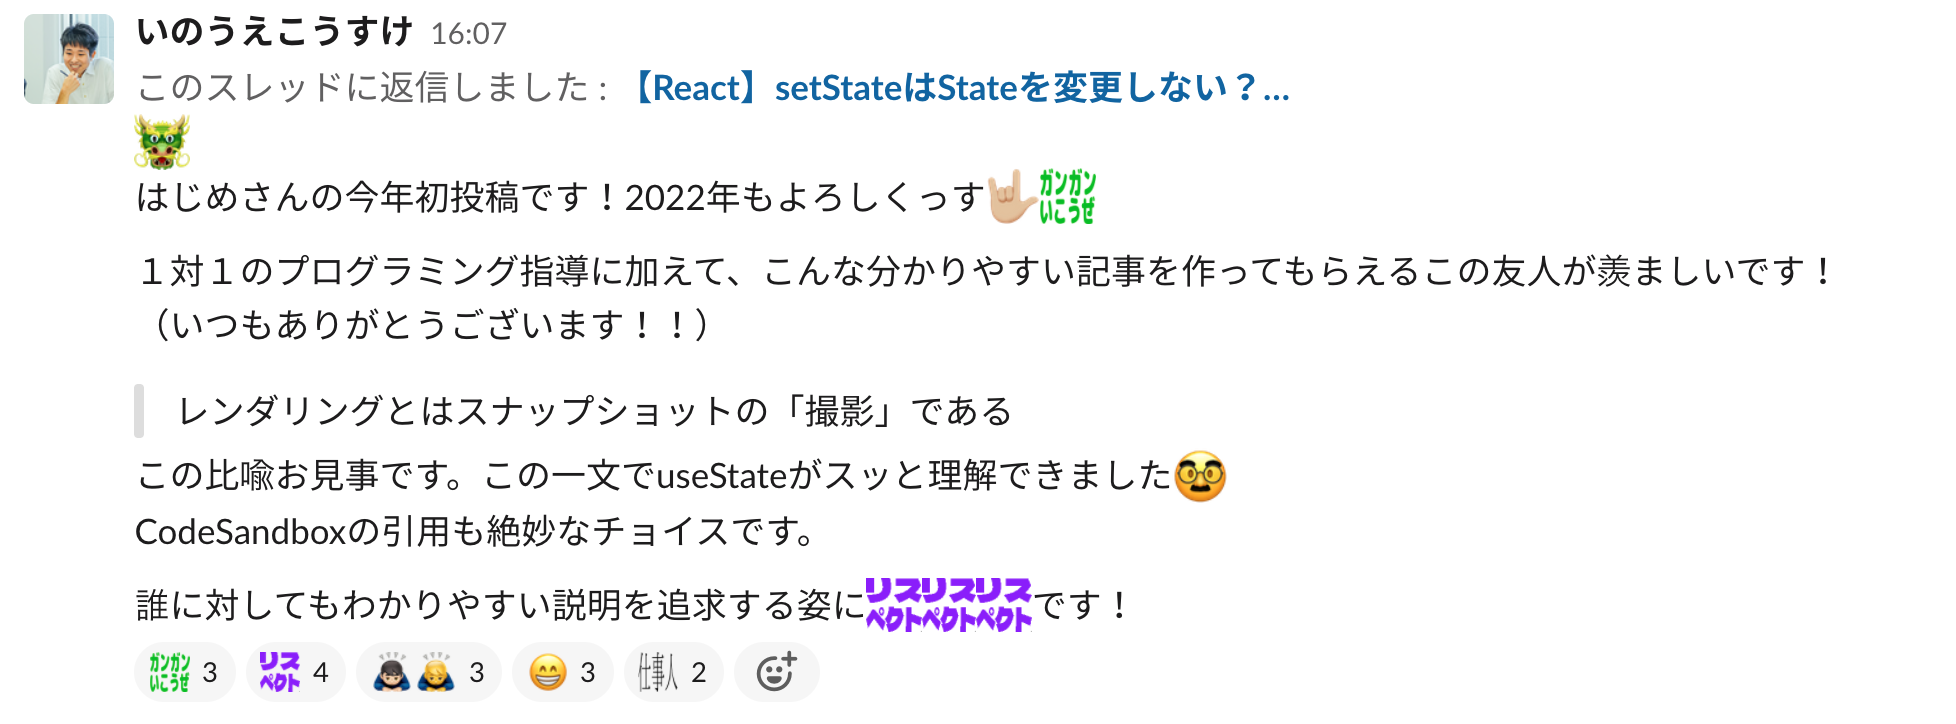 いのうえこうすけ 16:07
このスレッドに返信しました : 【React】setStateはStateを変更しない？...
はじめさんの今年初投稿です！2022年もよろしくっす ガンガンいこうぜ
１対１のプログラミング指導に加えて、こんな分かりやすい記事を作ってもらえるこの友人が羨ましいです！
（いつもありがとうございます！！）
レンダリングとはスナップショットの「撮影」である
この比喩お見事です。この一文でuseStateがスッと理解できました
CodeSandboxの引用も絶妙なチョイスです。
誰に対してもわかりやすい説明を追求する姿にリスペクトリスペクトリスペクトです！
ガンガンいこうぜ 3 リスペクト 4 3 3 仕事人 2